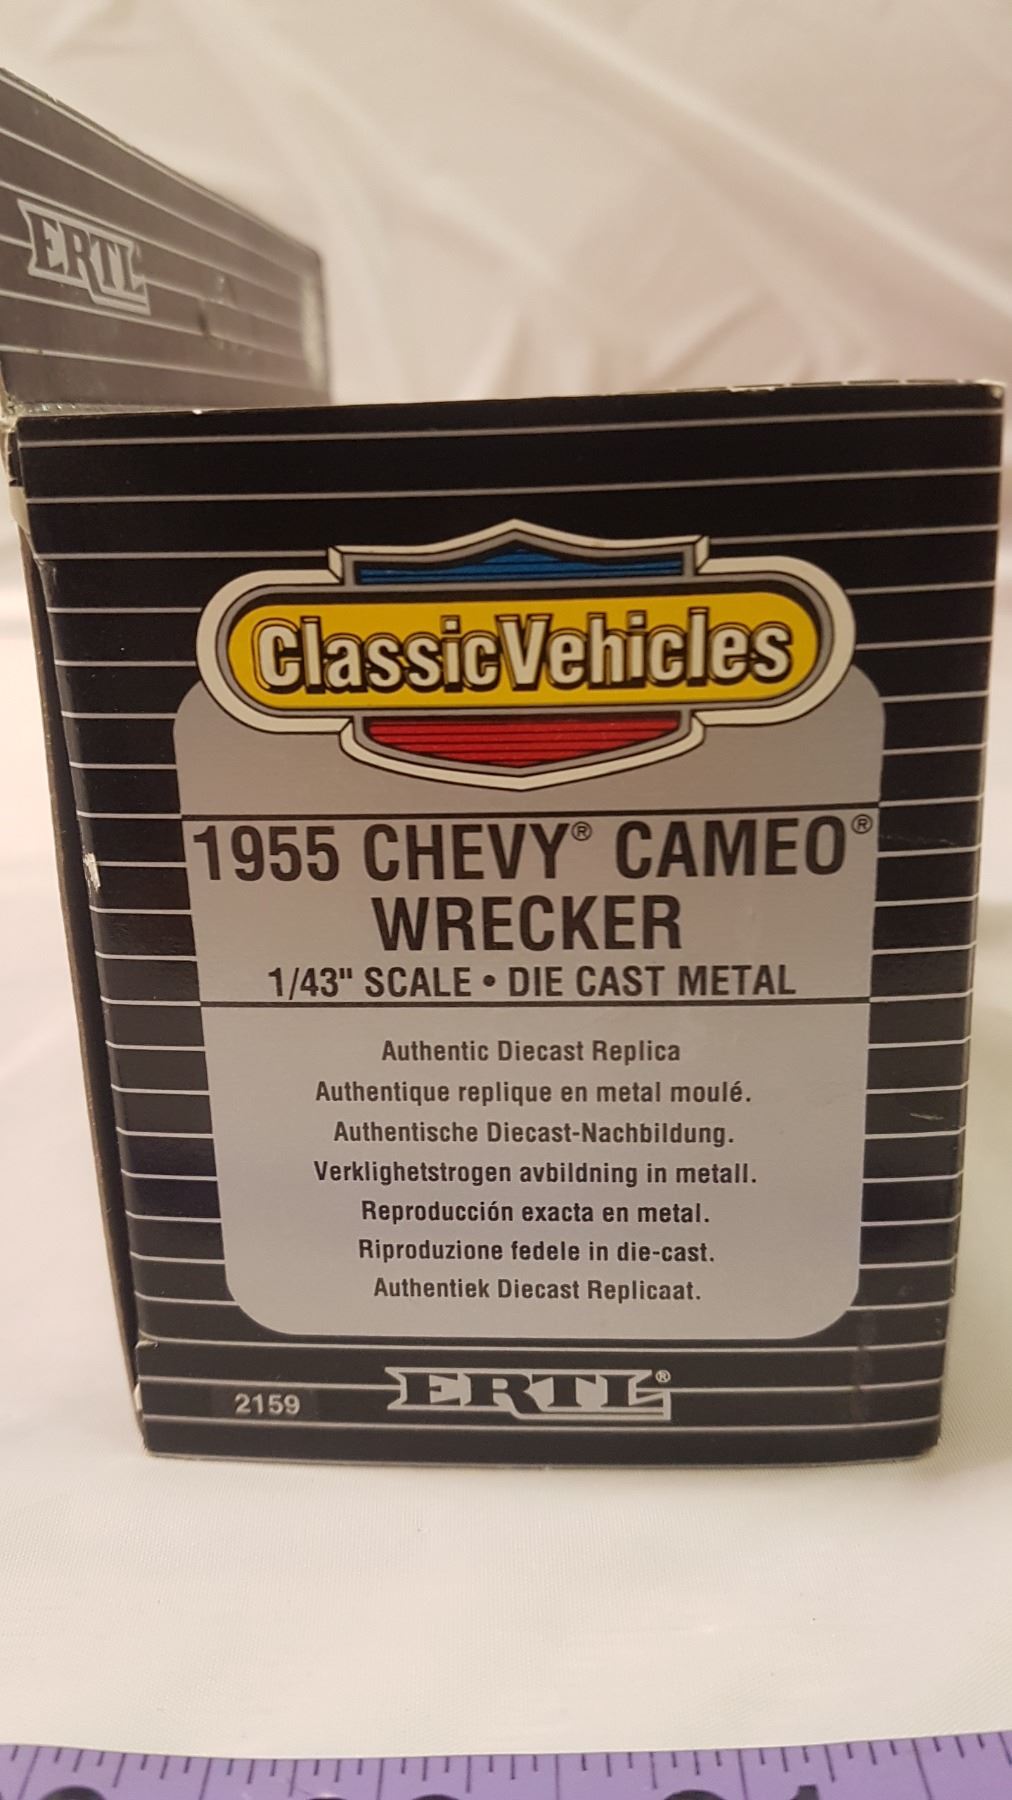 ERTL
ClassicVehicles
1955 CHEVY® CAMEO®
WRECKER
1/43" SCALE • DIE CAST METAL
Authentic Diecast Replica
Authentique replique en metal moulé.
Authentische Diecast-Nachbildung.
Verklighetstrogen avbildning in metall.
Reproducción exacta en metal.
Riproduzione fedele in die-cast.
Authentiek Diecast Replicaat.
2159 ERTL®